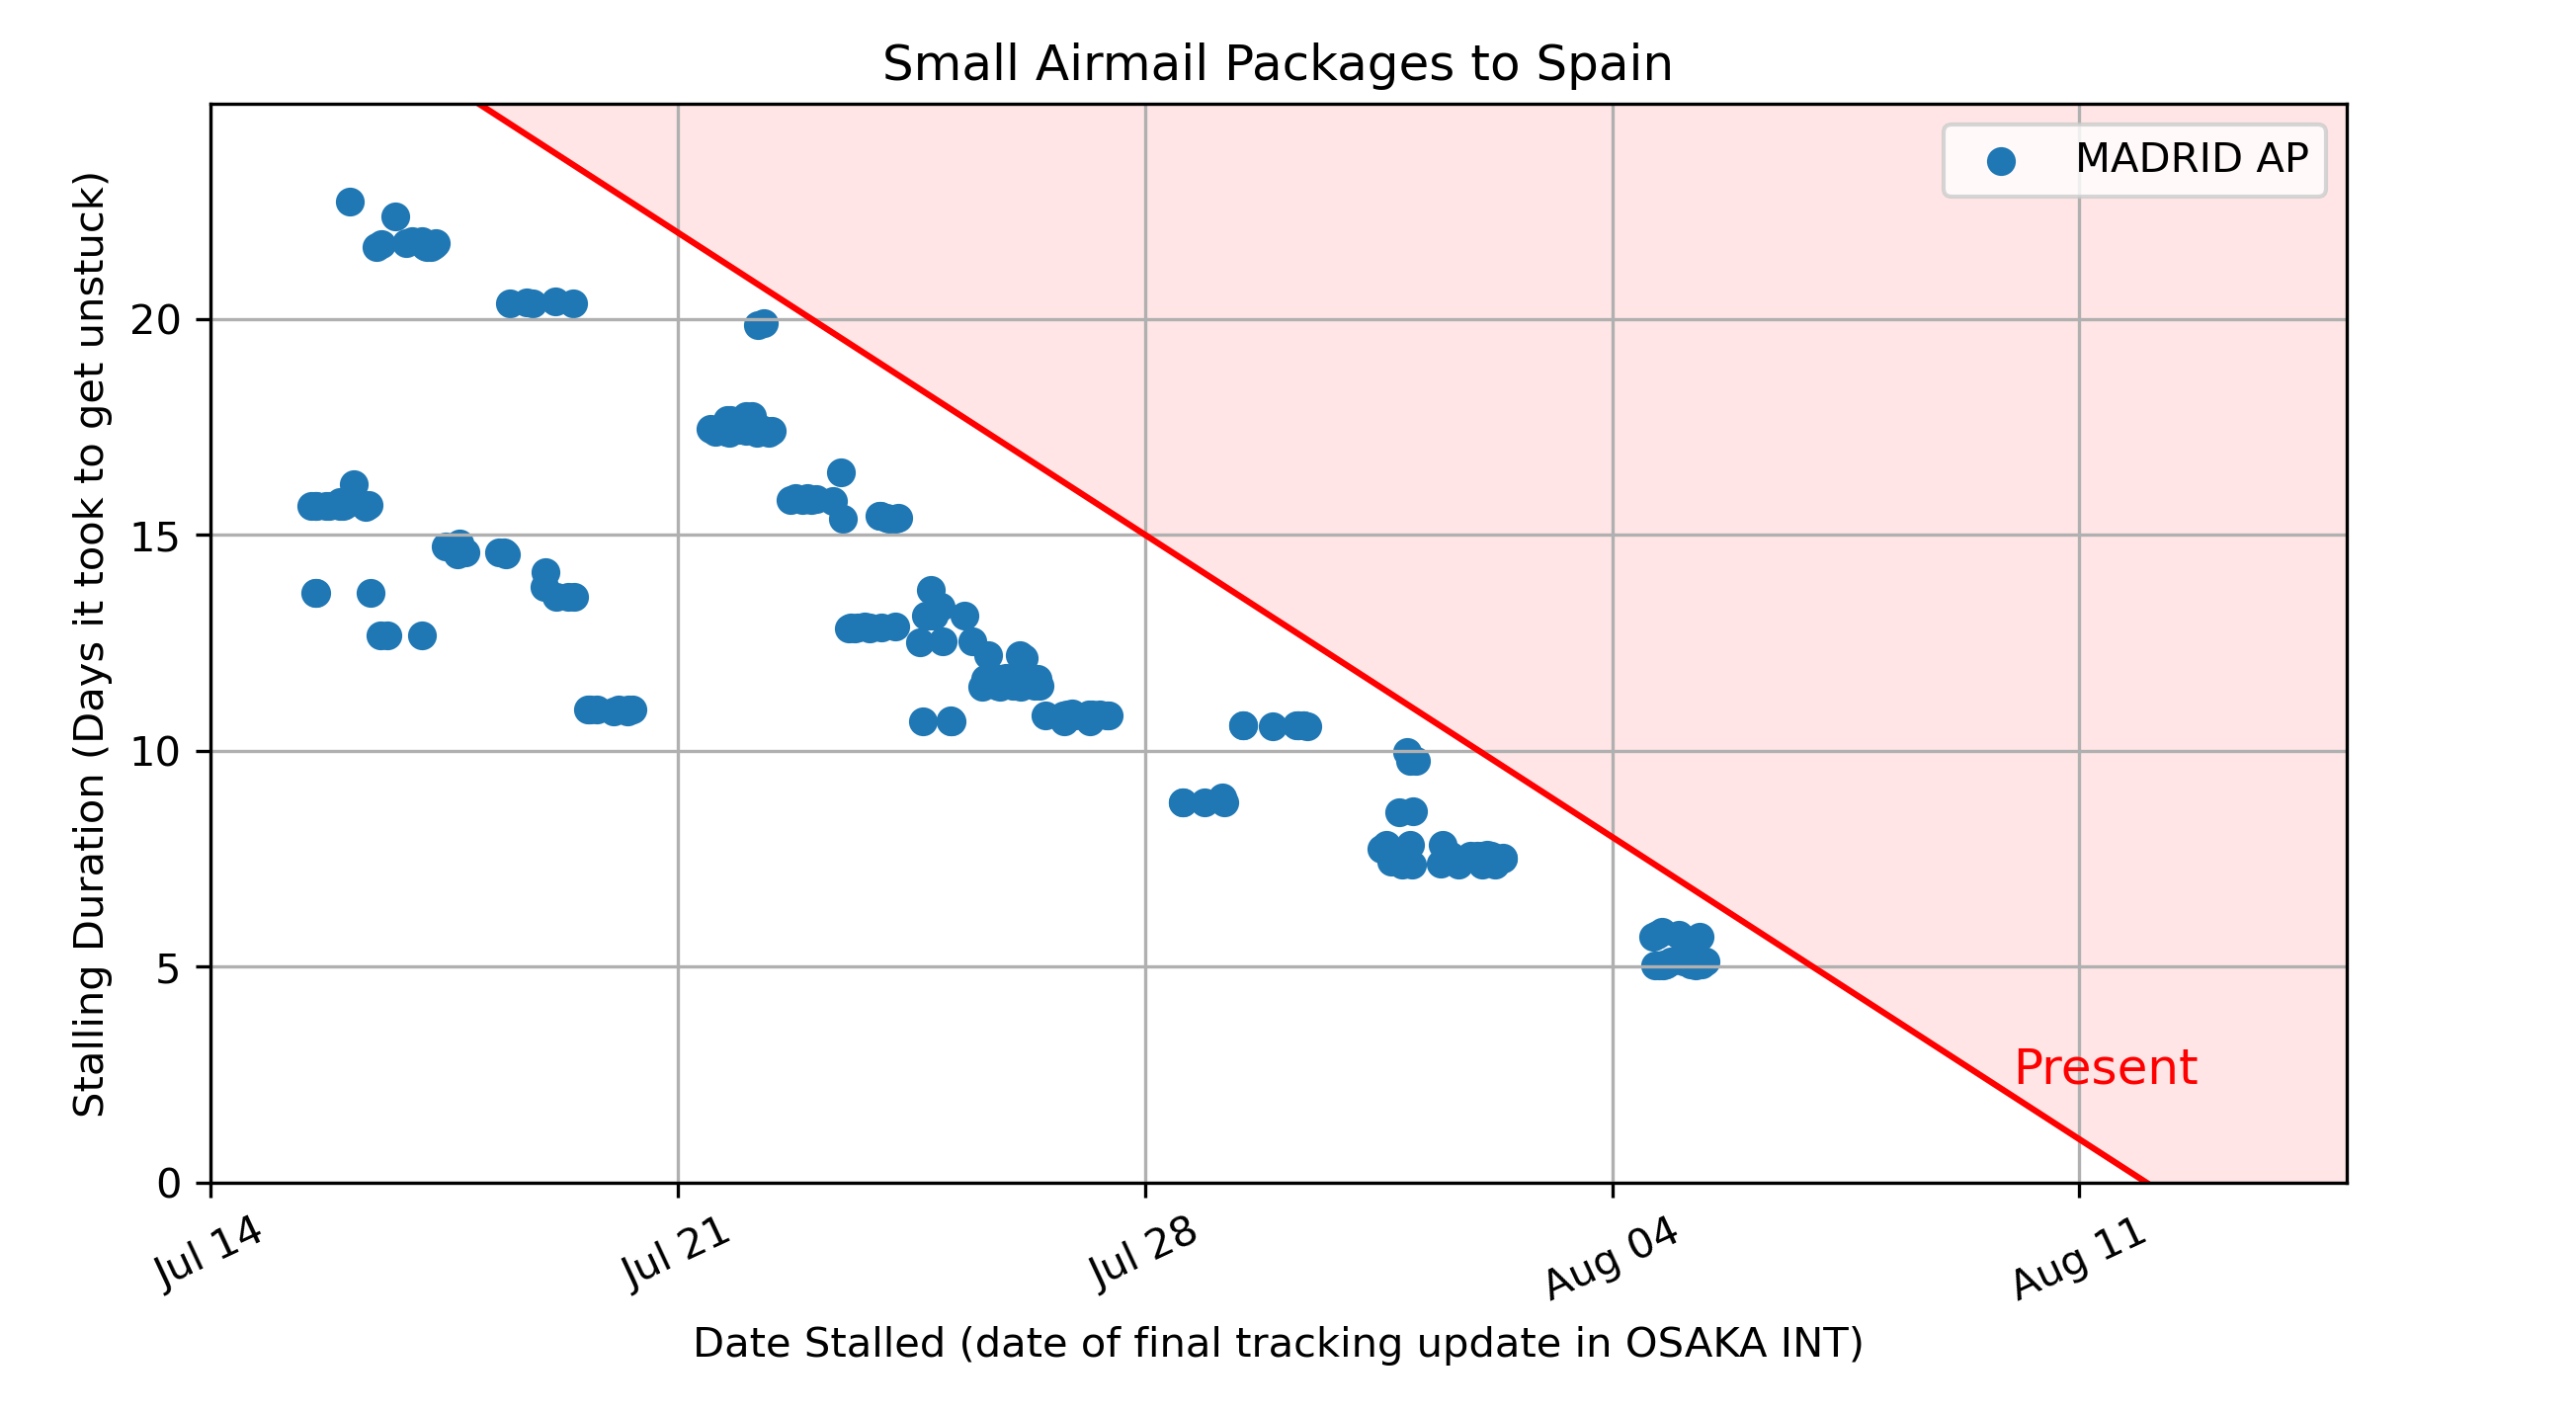 Small Airmail Packages to Spain
MADRID AP
Stalling Duration (Days it took to get unstuck)
20
15
10
5
0
Present
Jul 14
Jul 21
Jul 28
Aug 04
Aug 11
Date Stalled (date of final tracking update in OSAKA INT)